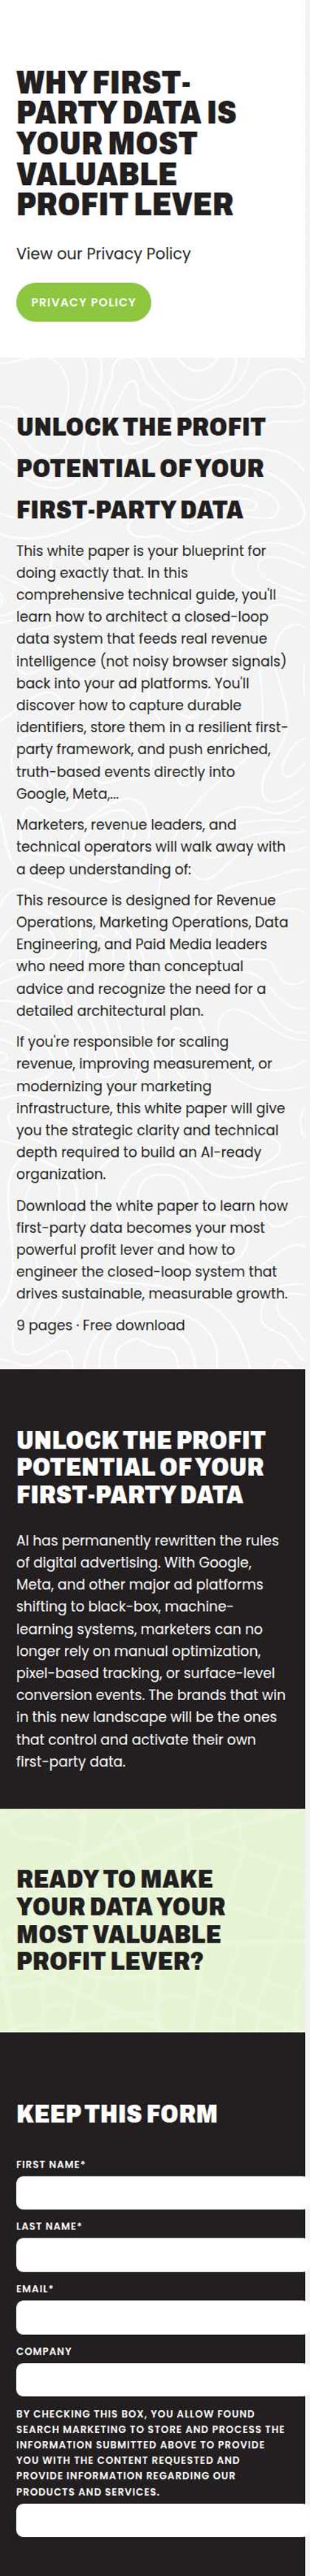 WHY FIRST-
PARTY DATA IS
YOUR MOST
VALUABLE
PROFIT LEVER
View our Privacy Policy
PRIVACY POLICY
UNLOCK THE PROFIT
POTENTIAL OF YOUR
FIRST-PARTY DATA
This white paper is your blueprint for
doing exactly that. In this
comprehensive technical guide, you'll
learn how to architect a closed-loop
data system that feeds real revenue
intelligence (not noisy browser signals)
back into your ad platforms. You'll
discover how to capture durable
identifiers, store them in a resilient first-
party framework, and push enriched,
truth-based events directly into
Google, Meta,...
Marketers, revenue leaders, and
technical operators will walk away with
a deep understanding of:
This resource is designed for Revenue
Operations, Marketing Operations, Data
Engineering, and Paid Media leaders
who need more than conceptual
advice and recognize the need for a
detailed architectural plan.
If you're responsible for scaling
revenue, improving measurement, or
modernizing your marketing
infrastructure, this white paper will give
you the strategic clarity and technical
depth required to build an AI-ready
organization.
Download the white paper to learn how
first-party data becomes your most
powerful profit lever and how to
engineer the closed-loop system that
drives sustainable, measurable growth.
9 pages · Free download
UNLOCK THE PROFIT
POTENTIAL OF YOUR
FIRST-PARTY DATA
AI has permanently rewritten the rules
of digital advertising. With Google,
Meta, and other major ad platforms
shifting to black-box, machine-
learning systems, marketers can no
longer rely on manual optimization,
pixel-based tracking, or surface-level
conversion events. The brands that win
in this new landscape will be the ones
that control and activate their own
first-party data.
READY TO MAKE
YOUR DATA YOUR
MOST VALUABLE
PROFIT LEVER?
KEEP THIS FORM
FIRST NAME*
LAST NAME*
EMAIL*
COMPANY
BY CHECKING THIS BOX, YOU ALLOW FOUND
SEARCH MARKETING TO STORE AND PROCESS THE
INFORMATION SUBMITTED ABOVE TO PROVIDE
YOU WITH THE CONTENT REQUESTED AND
PROVIDE INFORMATION REGARDING OUR
PRODUCTS AND SERVICES.